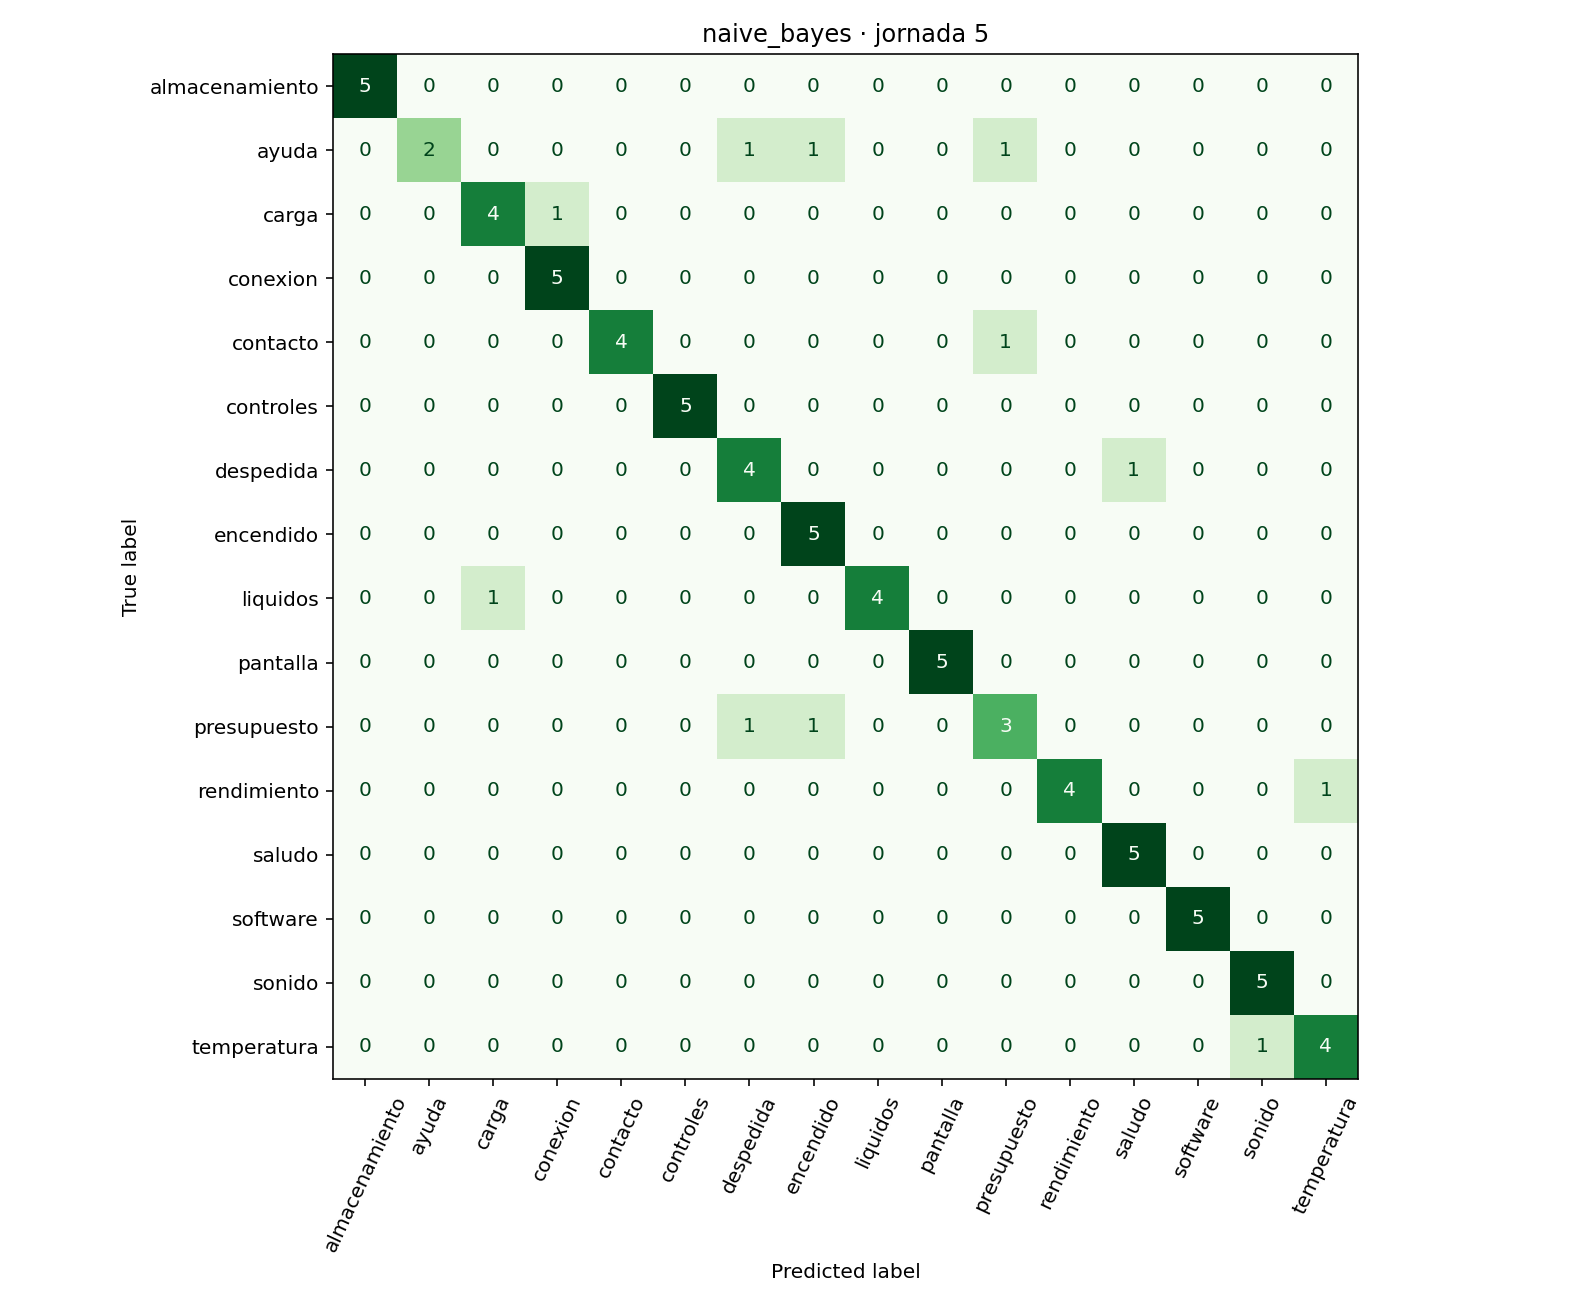 naive_bayes · jornada 5
almacenamiento 5 0 0 0 0 0 0 0 0 0 0 0 0 0 0 0
ayuda 0 2 0 0 0 0 1 1 0 0 1 0 0 0 0 0
carga 0 0 4 1 0 0 0 0 0 0 0 0 0 0 0 0
conexion 0 0 0 5 0 0 0 0 0 0 0 0 0 0 0 0
contacto 0 0 0 0 4 0 0 0 0 0 1 0 0 0 0 0
controles 0 0 0 0 0 5 0 0 0 0 0 0 0 0 0 0
despedida 0 0 0 0 0 0 4 0 0 0 0 0 1 0 0 0
encendido 0 0 0 0 0 0 0 5 0 0 0 0 0 0 0 0
liquidos 0 0 1 0 0 0 0 0 4 0 0 0 0 0 0 0
pantalla 0 0 0 0 0 0 0 0 0 5 0 0 0 0 0 0
presupuesto 0 0 0 0 0 0 1 1 0 0 3 0 0 0 0 0
rendimiento 0 0 0 0 0 0 0 0 0 0 0 4 0 0 0 1
saludo 0 0 0 0 0 0 0 0 0 0 0 0 5 0 0 0
software 0 0 0 0 0 0 0 0 0 0 0 0 0 5 0 0
sonido 0 0 0 0 0 0 0 0 0 0 0 0 0 0 5 0
temperatura 0 0 0 0 0 0 0 0 0 0 0 0 0 0 1 4
True label
almacenamiento
ayuda
carga
conexion
contacto
controles
despedida
encendido
liquidos
pantalla
presupuesto
rendimiento
saludo
software
sonido
temperatura
Predicted label